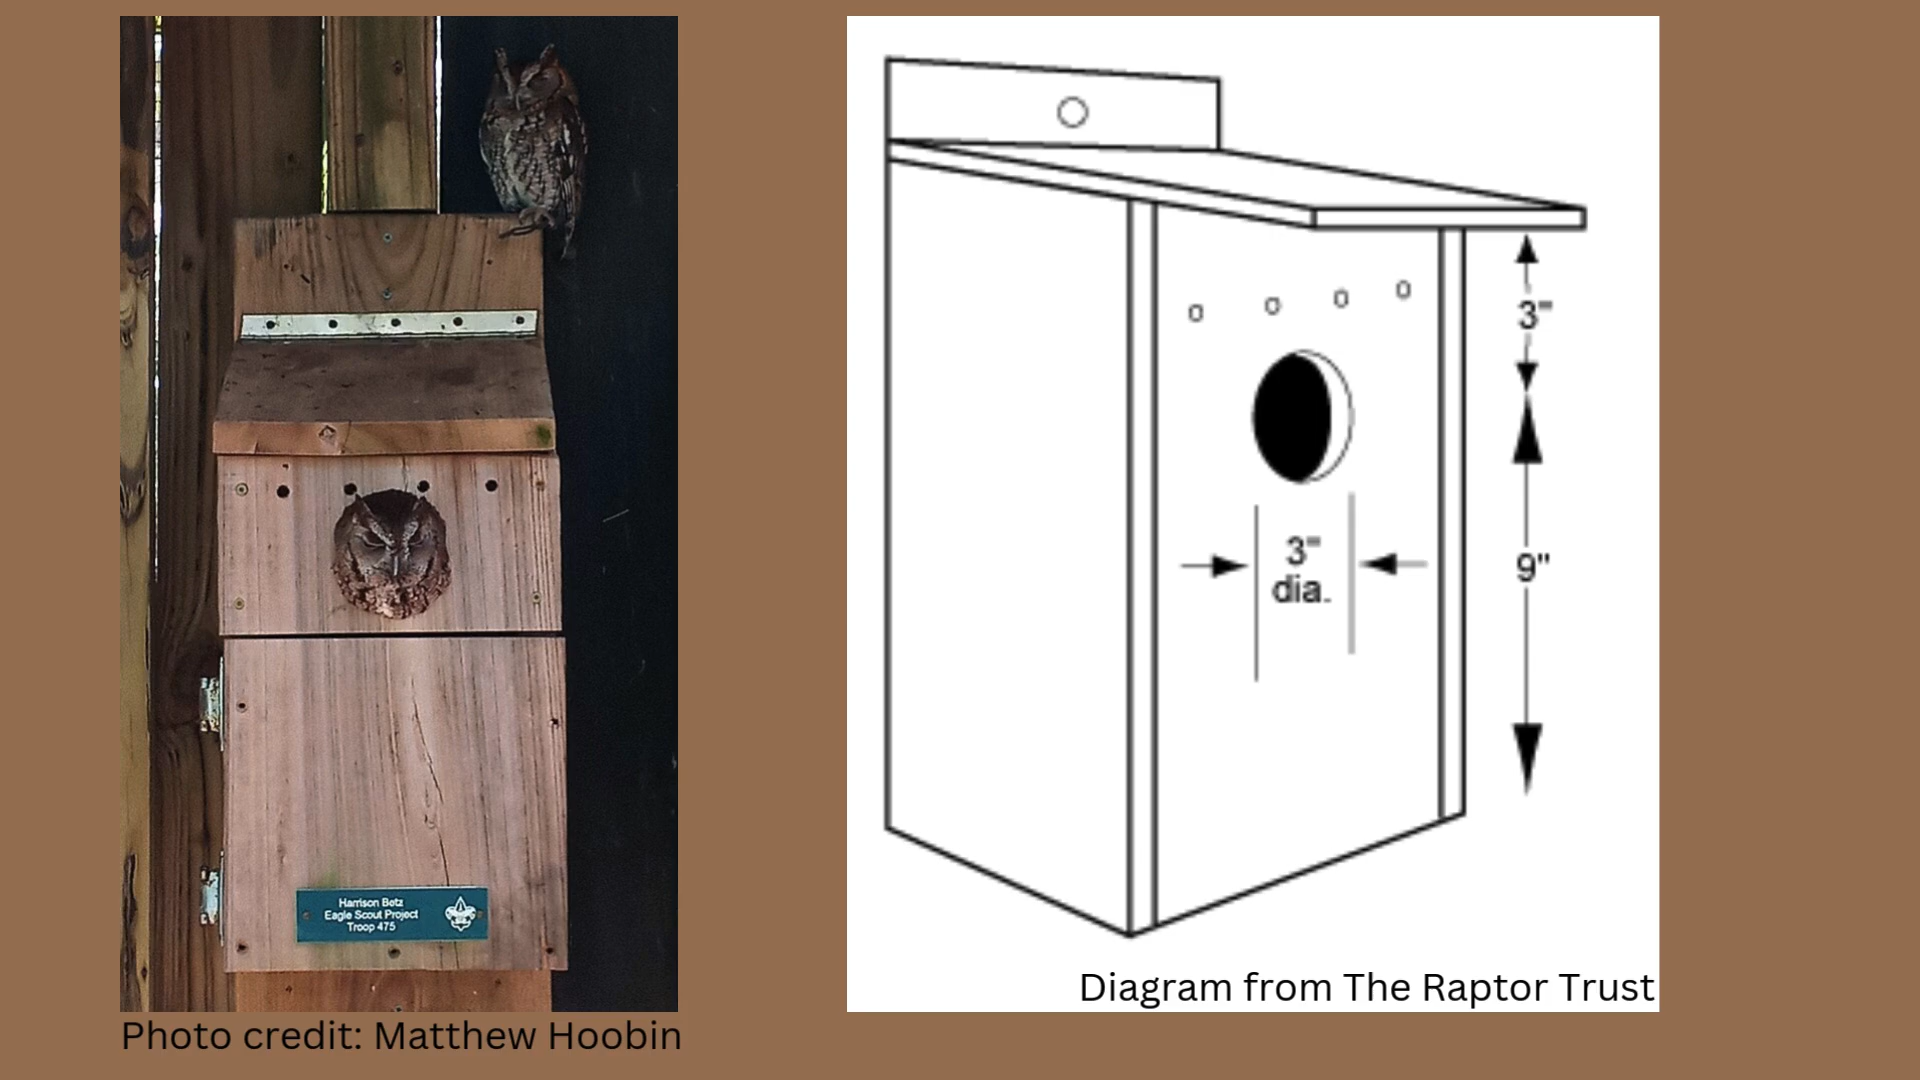 Harrison Betz
Eagle Scout Project
Troop 475
Photo credit: Matthew Hoobin
3"
3"
dia.
9"
Diagram from The Raptor Trust